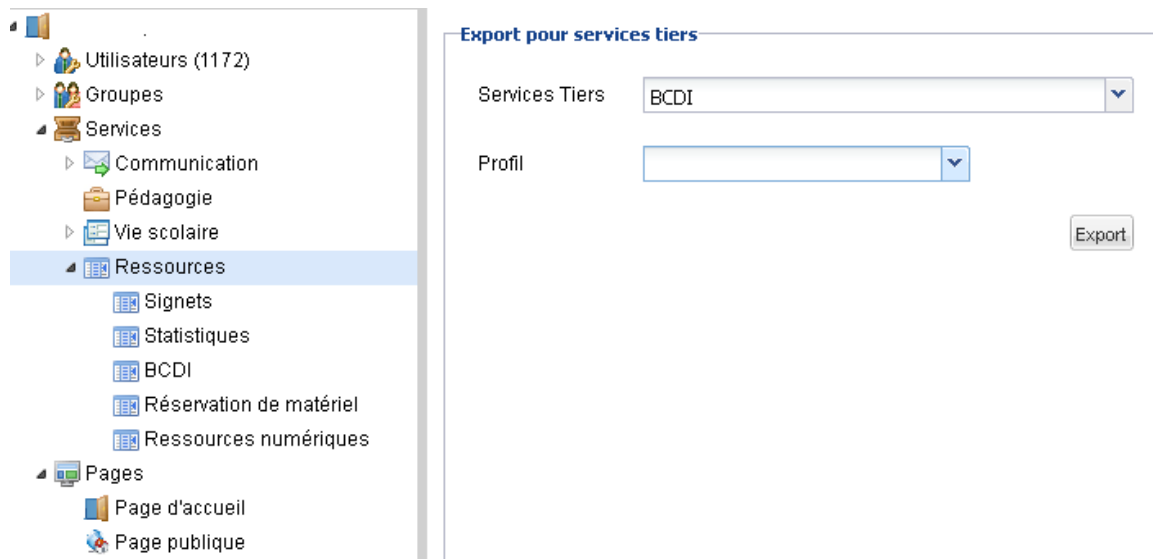 Utilisateurs (1172)
Groupes
Services
Communication
Pédagogie
Vie scolaire
Ressources
Signets
Statistiques
BCDI
Réservation de matériel
Ressources numériques
Pages
Page d'accueil
Page publique
Export pour services tiers
Services Tiers BCDI
Profil
Export